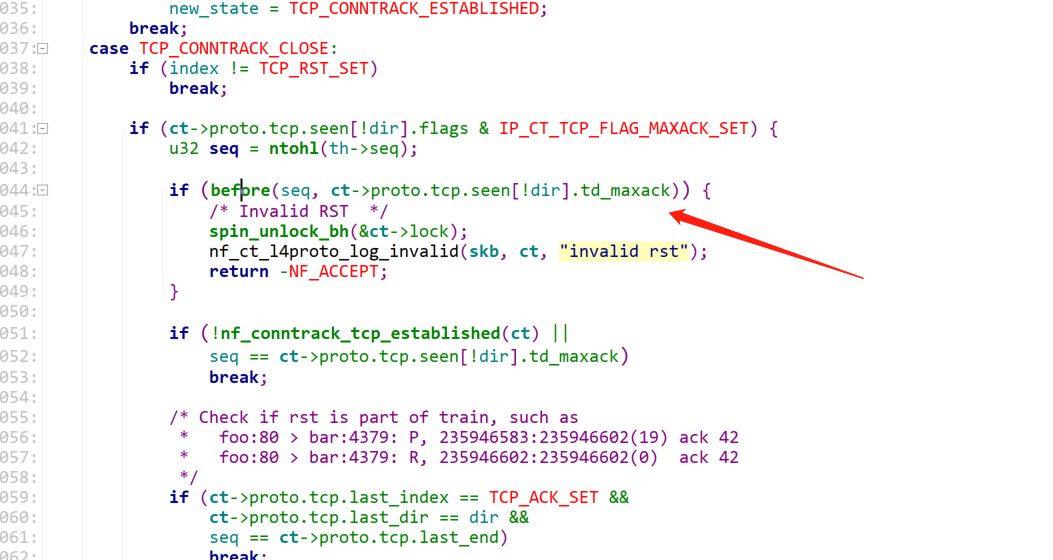 035: new_state = TCP_CONNTRACK_ESTABLISHED;
036: break;
037: case TCP_CONNTRACK_CLOSE:
038: if (index != TCP_RST_SET)
039: break;
040:
041: if (ct->proto.tcp.seen[!dir].flags & IP_CT_TCP_FLAG_MAXACK_SET) {
042: u32 seq = ntohl(th->seq);
043:
044: if (before(seq, ct->proto.tcp.seen[!dir].td_maxack)) {
045: /* Invalid RST  */
046: spin_unlock_bh(&ct->lock);
047: nf_ct_l4proto_log_invalid(skb, ct, "invalid rst");
048: return -NF_ACCEPT;
049: }
050:
051: if (!nf_conntrack_tcp_established(ct) ||
052: seq == ct->proto.tcp.seen[!dir].td_maxack)
053: break;
054:
055: /* Check if rst is part of train, such as
056: *   foo:80 > bar:4379: P, 235946583:235946602(19) ack 42
057: *   foo:80 > bar:4379: R, 235946602:235946602(0)  ack 42
058: */
059: if (ct->proto.tcp.last_index == TCP_ACK_SET &&
060: ct->proto.tcp.last_dir == dir &&
061: seq == ct->proto.tcp.last_end)
062: break;